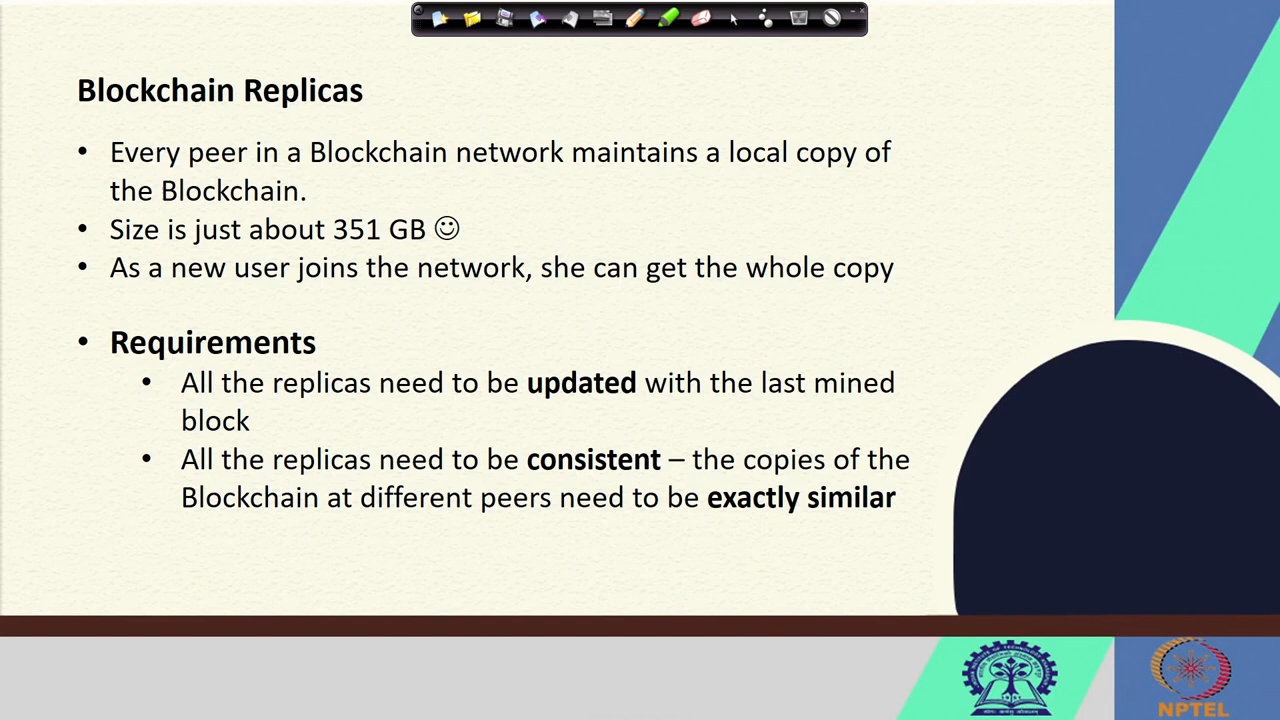 Blockchain Replicas
• Every peer in a Blockchain network maintains a local copy of
the Blockchain.
• Size is just about 351 GB ☺
• As a new user joins the network, she can get the whole copy
• Requirements
• All the replicas need to be updated with the last mined
block
• All the replicas need to be consistent – the copies of the
Blockchain at different peers need to be exactly similar
NPTEL